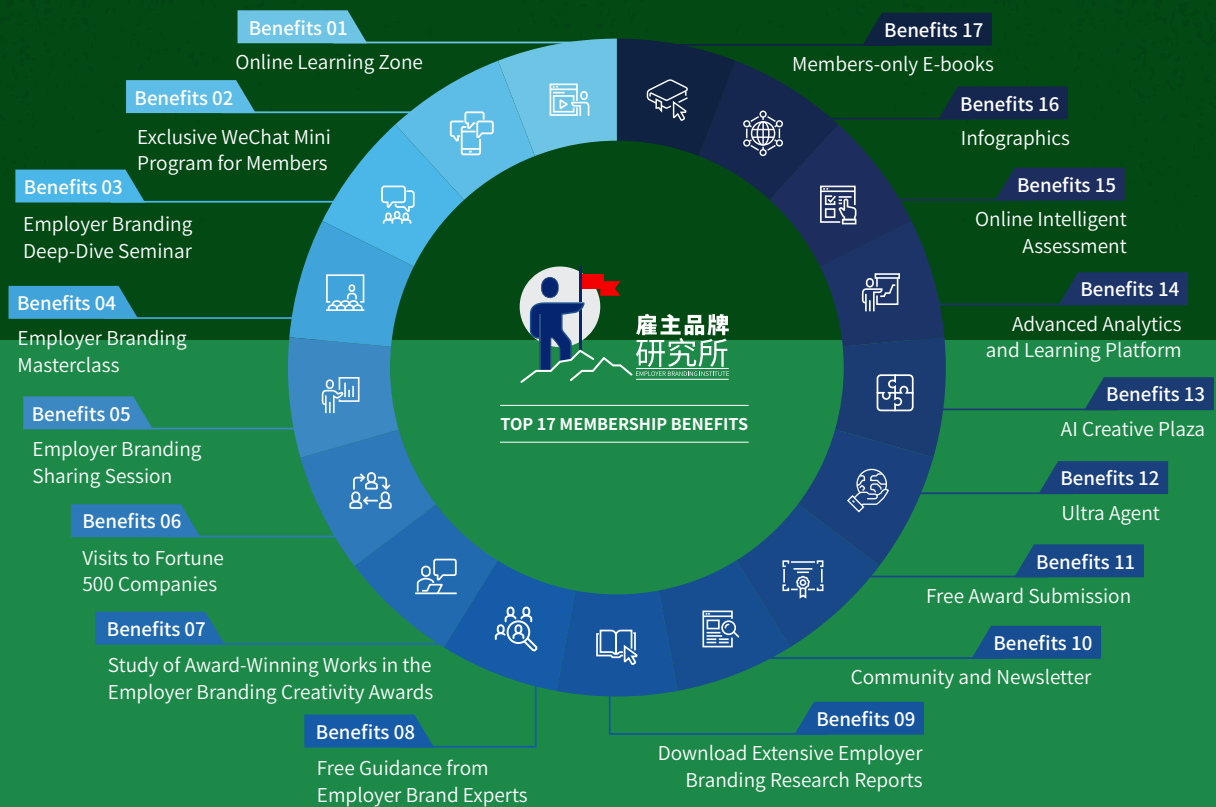 Benefits 01
Online Learning Zone
Benefits 02
Exclusive WeChat Mini
Program for Members
Benefits 03
Employer Branding
Deep-Dive Seminar
Benefits 04
Employer Branding
Masterclass
Benefits 05
Employer Branding
Sharing Session
Benefits 06
Visits to Fortune
500 Companies
Benefits 07
Study of Award-Winning Works in the
Employer Branding Creativity Awards
Benefits 08
Free Guidance from
Employer Brand Experts
Benefits 09
Download Extensive Employer
Branding Research Reports
Benefits 10
Community and Newsletter
Benefits 11
Free Award Submission
Benefits 12
Ultra Agent
Benefits 13
AI Creative Plaza
Benefits 14
Advanced Analytics
and Learning Platform
Benefits 15
Online Intelligent
Assessment
Benefits 16
Infographics
Benefits 17
Members-only E-books
雇主品牌
研究所
EMPLOYER BRANDING INSTITUTE
TOP 17 MEMBERSHIP BENEFITS